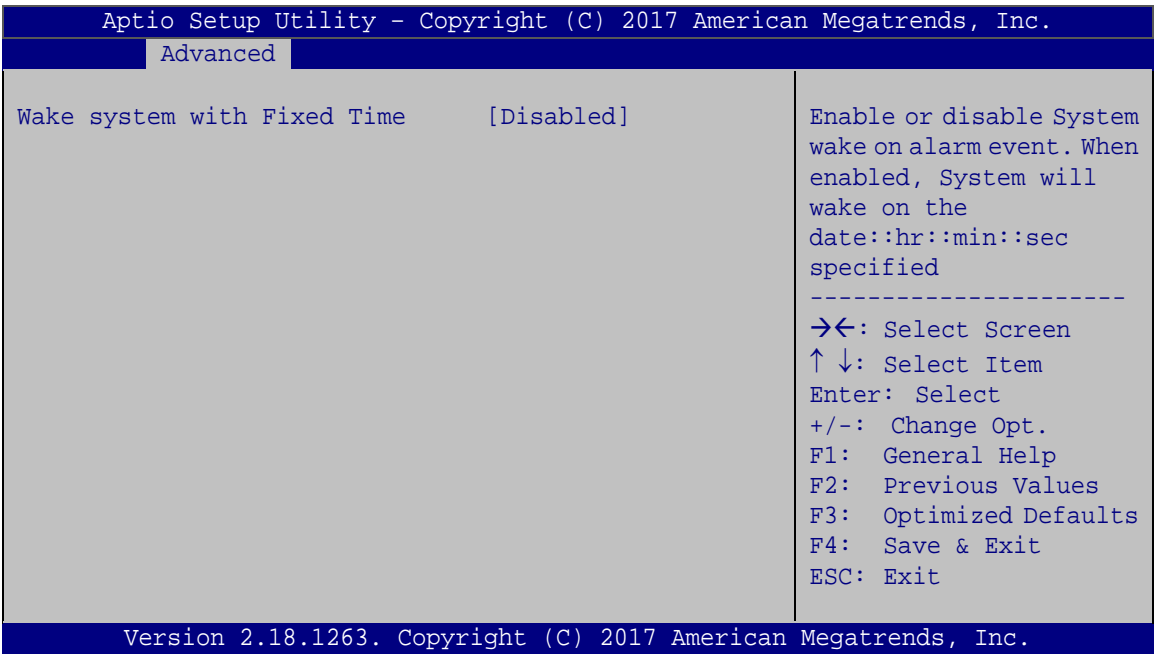 Aptio Setup Utility – Copyright (C) 2017 American Megatrends, Inc.
Advanced
Wake system with Fixed Time [Disabled]
Enable or disable System
wake on alarm event. When
enabled, System will
wake on the
date::hr::min::sec
specified
----------------------
→←: Select Screen
↑ ↓: Select Item
Enter: Select
+/-: Change Opt.
F1: General Help
F2: Previous Values
F3: Optimized Defaults
F4: Save & Exit
ESC: Exit
Version 2.18.1263. Copyright (C) 2017 American Megatrends, Inc.